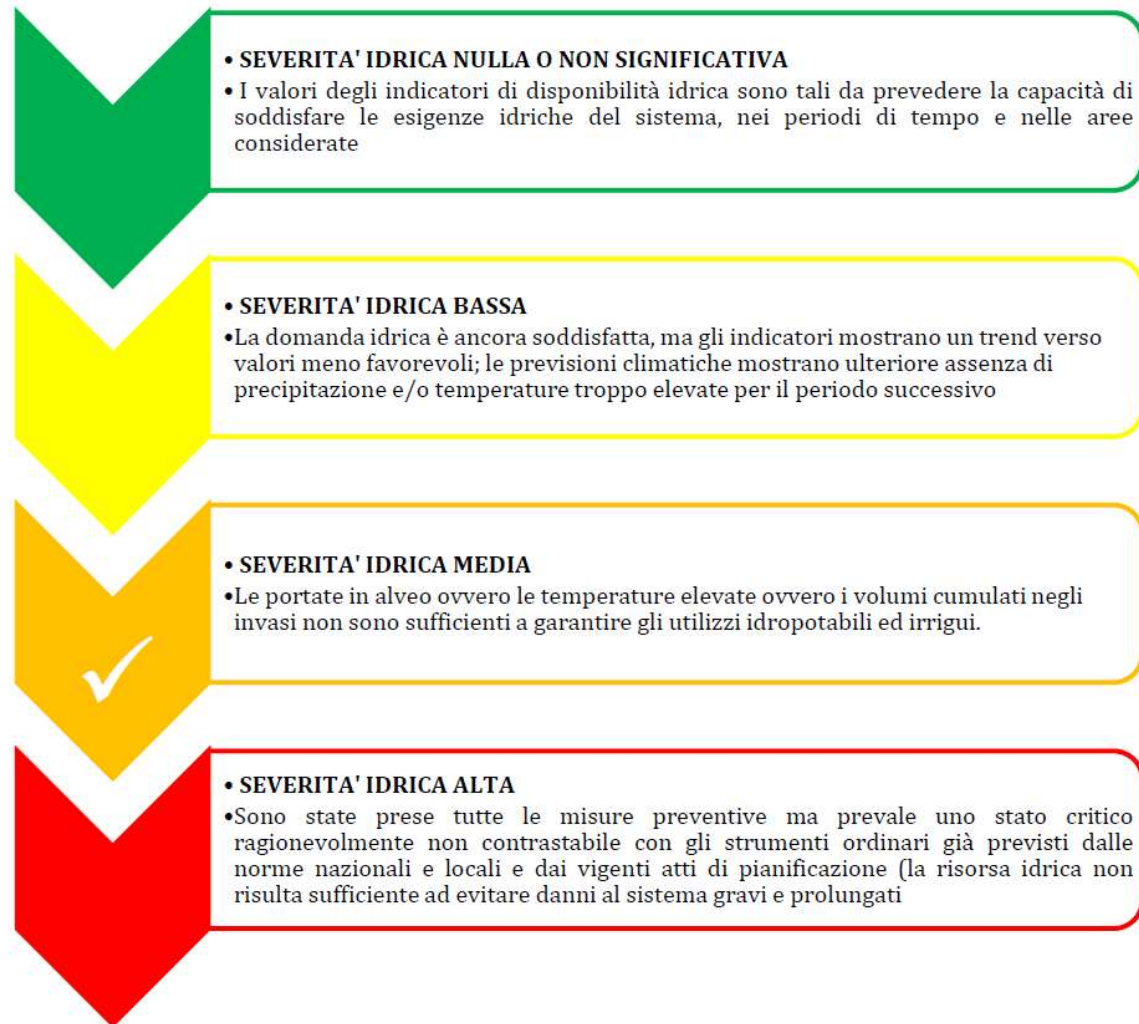 • SEVERITA' IDRICA NULLA O NON SIGNIFICATIVA
• I valori degli indicatori di disponibilità idrica sono tali da prevedere la capacità di
soddisfare le esigenze idriche del sistema, nei periodi di tempo e nelle aree
considerate
• SEVERITA' IDRICA BASSA
•La domanda idrica è ancora soddisfatta, ma gli indicatori mostrano un trend verso
valori meno favorevoli; le previsioni climatiche mostrano ulteriore assenza di
precipitazione e/o temperature troppo elevate per il periodo successivo
• SEVERITA' IDRICA MEDIA
•Le portate in alveo ovvero le temperature elevate ovvero i volumi cumulati negli
invasi non sono sufficienti a garantire gli utilizzi idropotabili ed irrigui.
• SEVERITA' IDRICA ALTA
•Sono state prese tutte le misure preventive ma prevale uno stato critico
ragionevolmente non contrastabile con gli strumenti ordinari già previsti dalle
norme nazionali e locali e dai vigenti atti di pianificazione (la risorsa idrica non
risulta sufficiente ad evitare danni al sistema gravi e prolungati